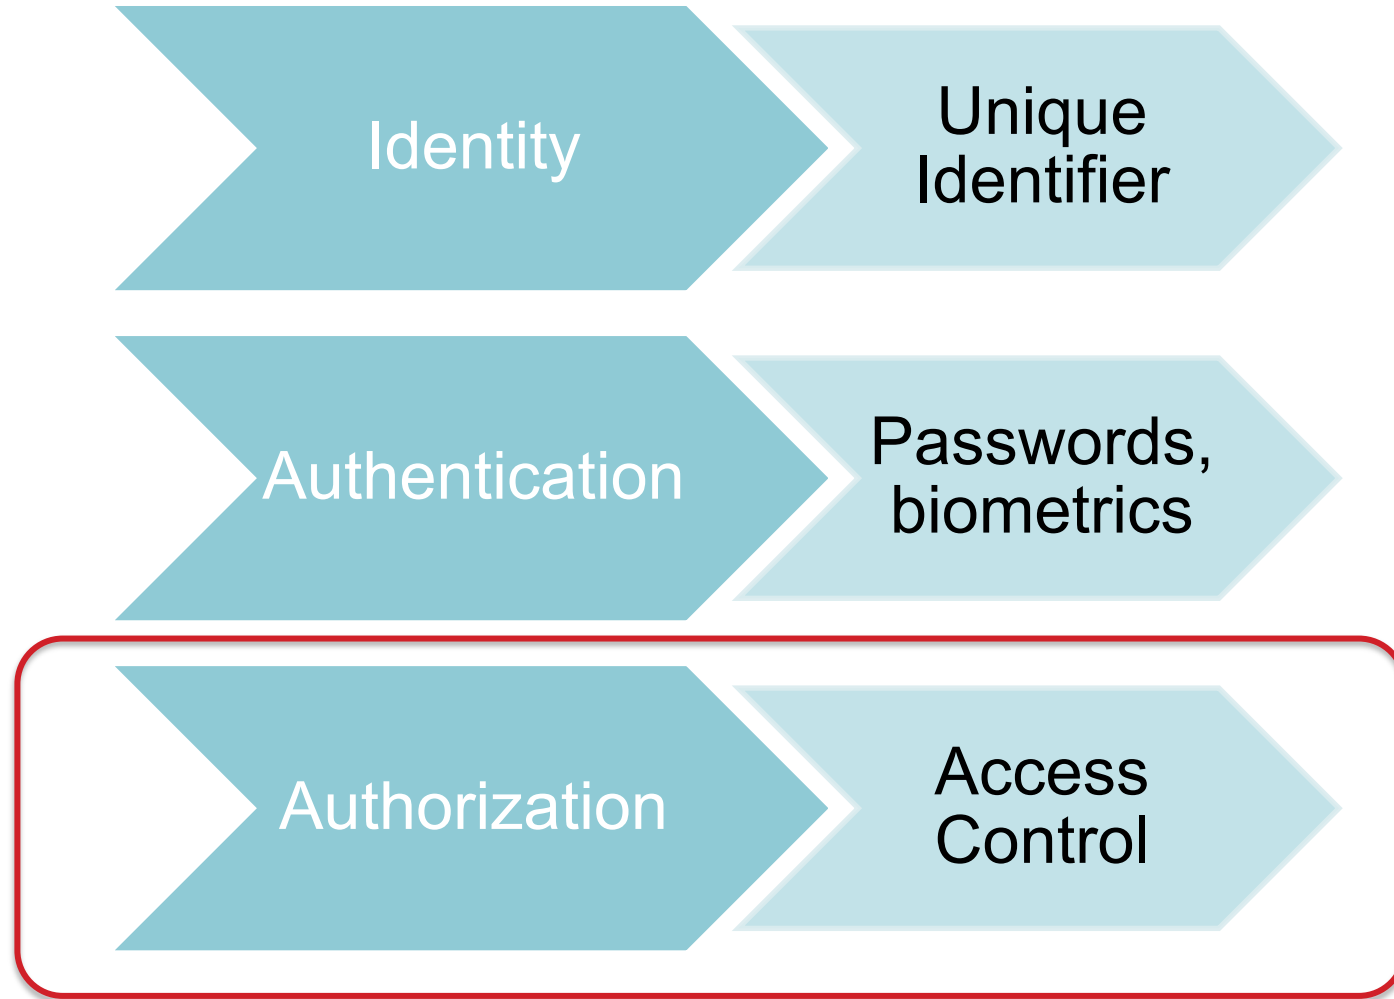 Identity
Unique
Identifier
Authentication
Passwords,
biometrics
Authorization
Access
Control